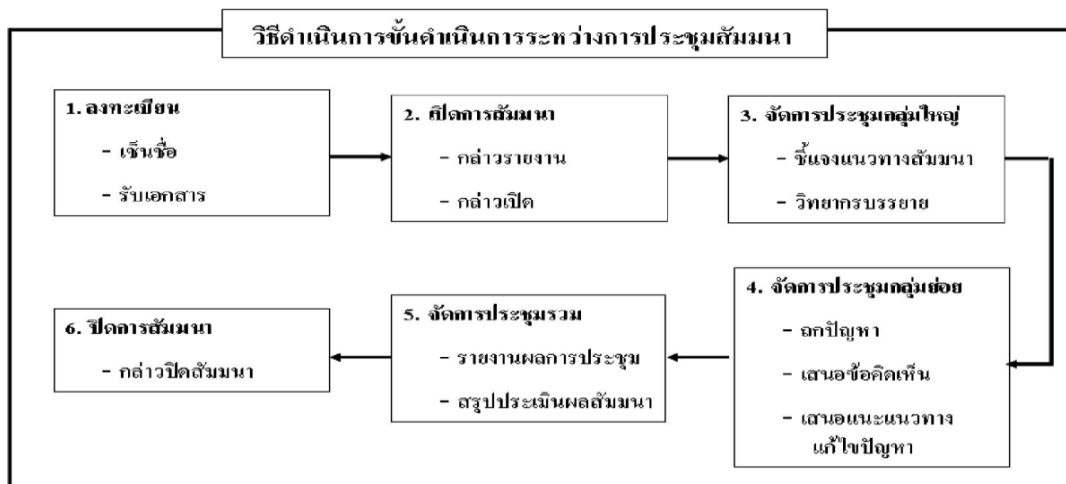 วิธีดำเนินการขั้นดำเนินการระหว่างการประชุมสัมมนา
1. ลงทะเบียน
- เซ็นชื่อ
- รับเอกสาร
2. เปิดการสัมมนา
- กล่าวรายงาน
- กล่าวเปิด
3. จัดการประชุมกลุ่มใหญ่
- ชี้แจงแนวทางสัมมนา
- วิทยากรบรรยาย
4. จัดการประชุมกลุ่มย่อย
- ถกปัญหา
- เสนอข้อคิดเห็น
- เสนอแนะแนวทาง
แก้ไขปัญหา
5. จัดการประชุมรวม
- รายงานผลการประชุม
- สรุปประเมินผลสัมมนา
6. ปิดการสัมมนา
- กล่าวปิดสัมมนา